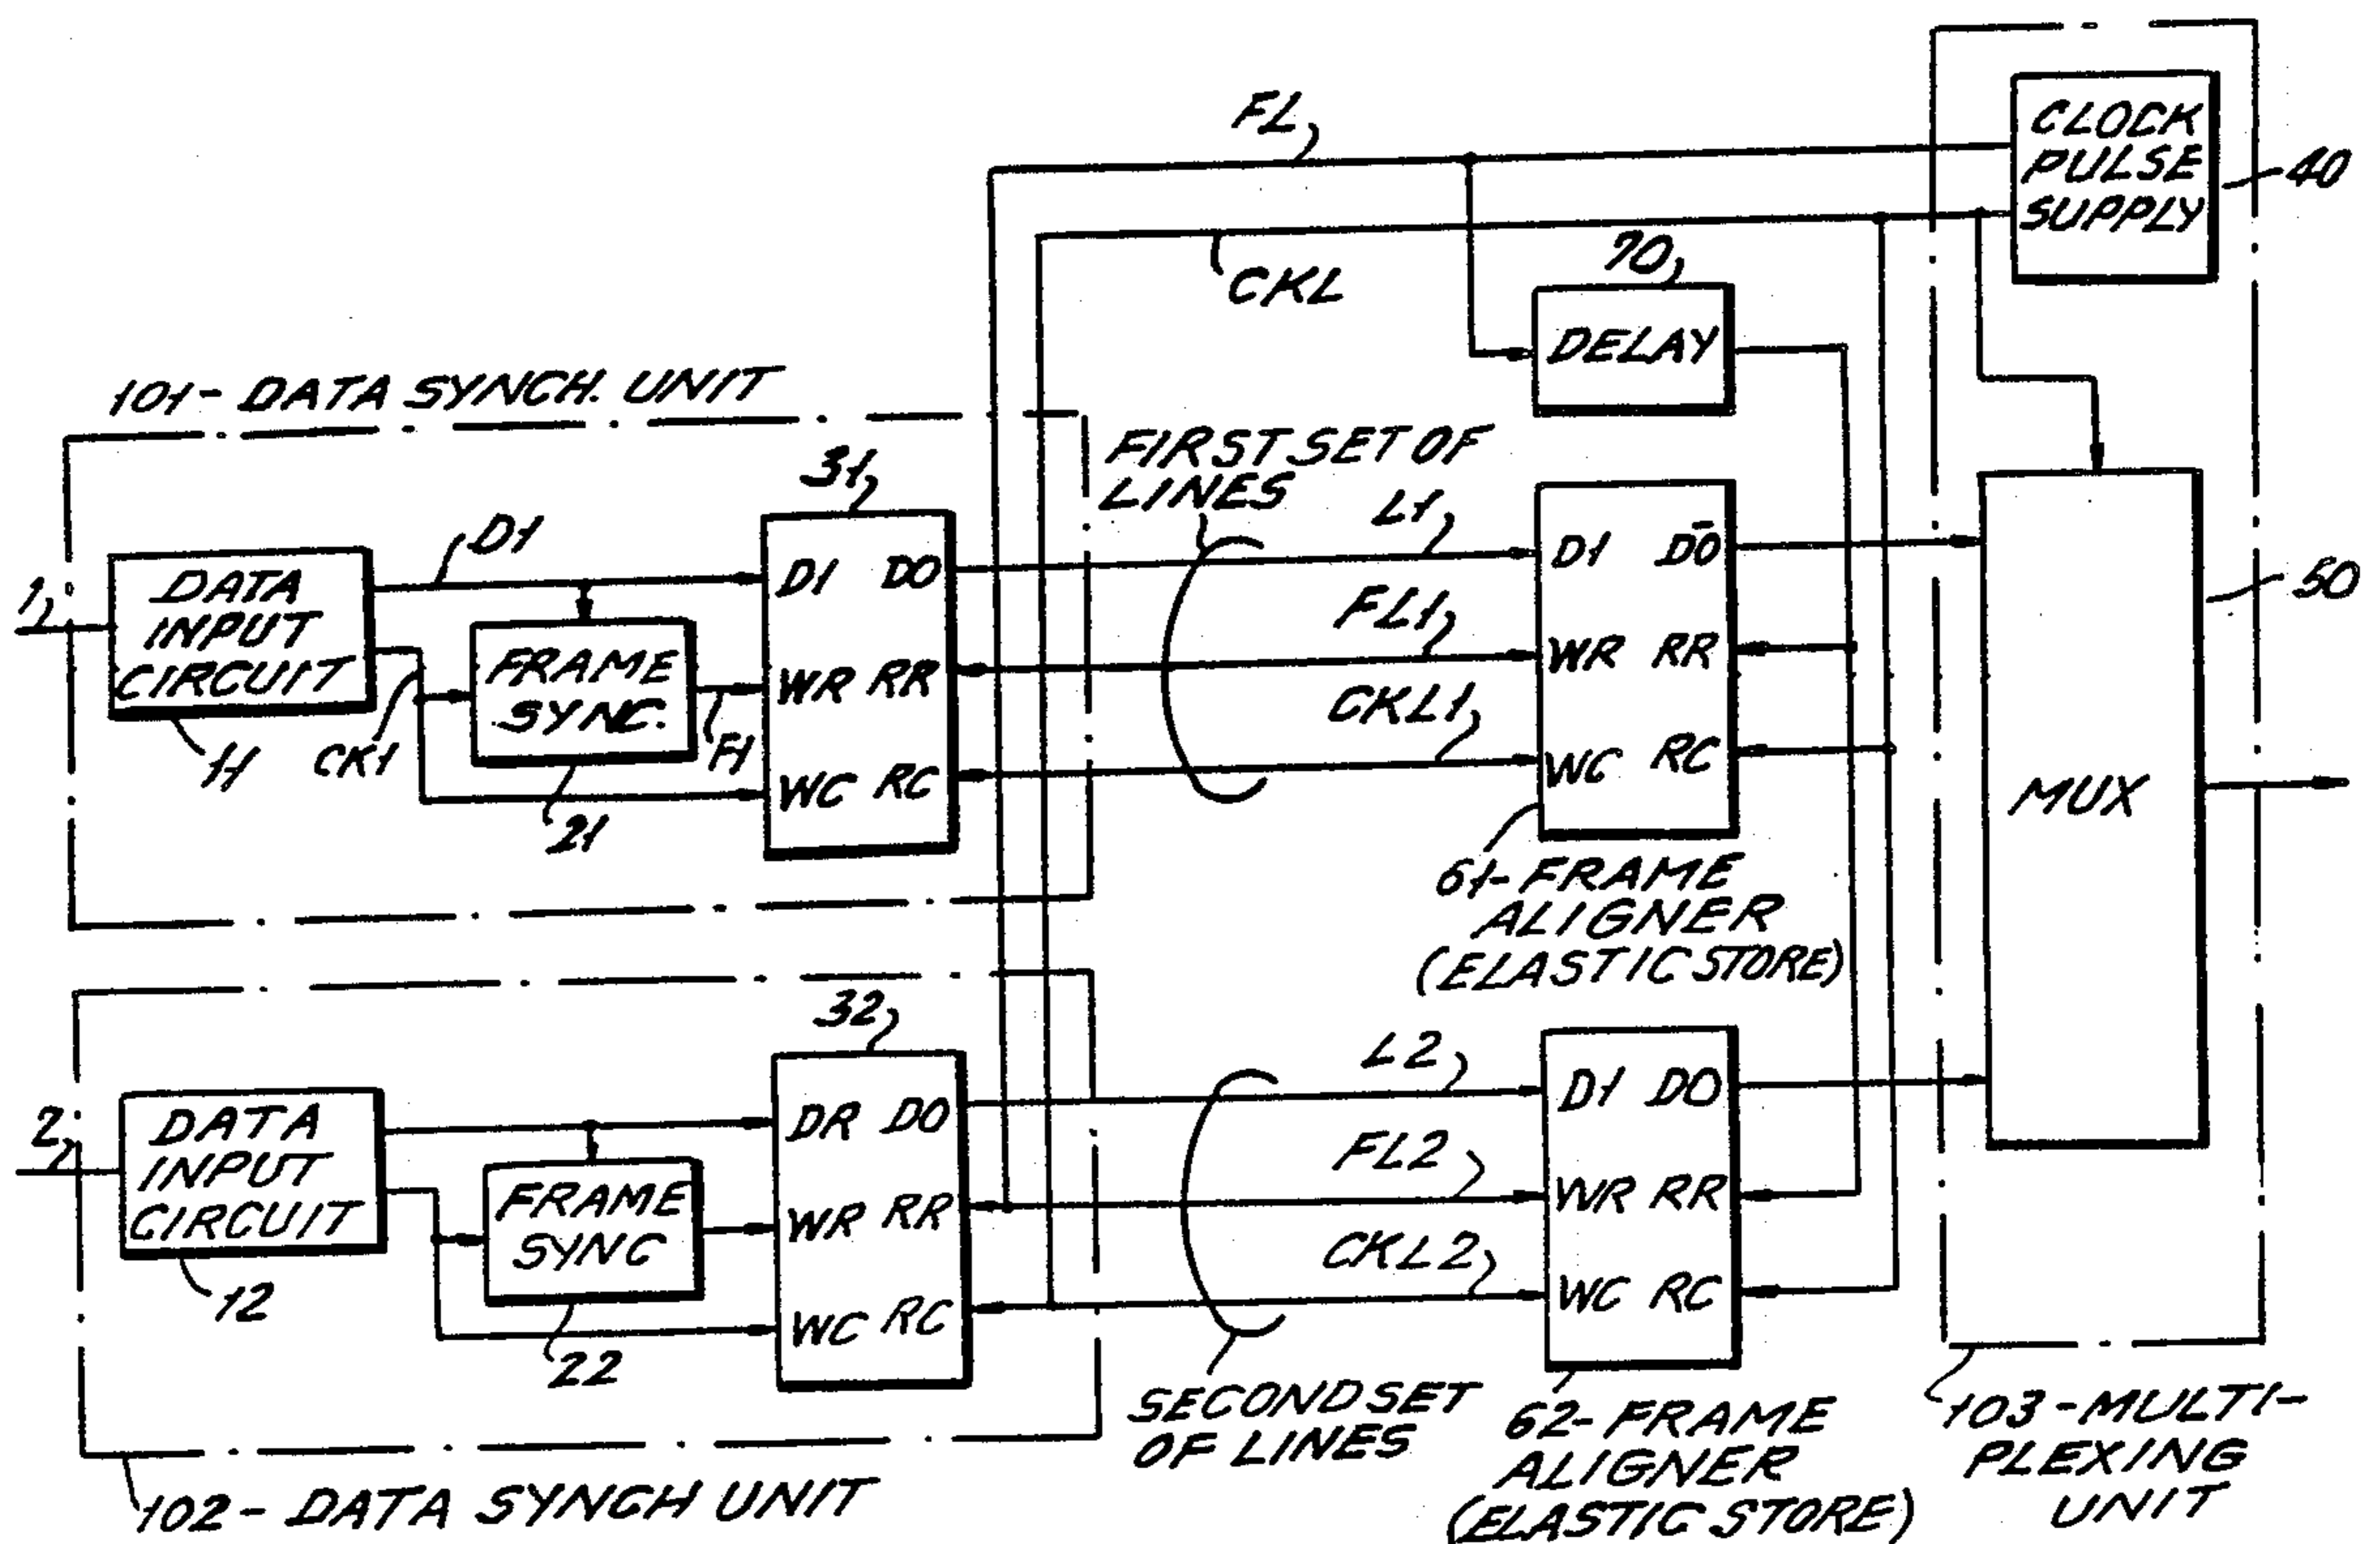 FL
CLOCK
PULSE
SUPPLY
40
CKL
70
DELAY
101- DATA SYNCH. UNIT
FIRST SET OF
LINES
31
D1
L1
1
DATA
INPUT
CIRCUIT
11
CK1
FRAME
SYNC.
21
F1
DI DO
WR RR
WC RC
FL1
CKL1
DI DO
WR RR
WC RC
50
MUX
61- FRAME
ALIGNER
(ELASTIC STORE)
32
L2
2
DATA
INPUT
CIRCUIT
12
FRAME
SYNC
22
DR DO
WR RR
WC RC
FL2
CKL2
DI DO
WR RR
WC RC
SECOND SET
OF LINES
62- FRAME
ALIGNER
(ELASTIC STORE)
103 - MULTI-
PLEXING
UNIT
102 - DATA SYNCH UNIT